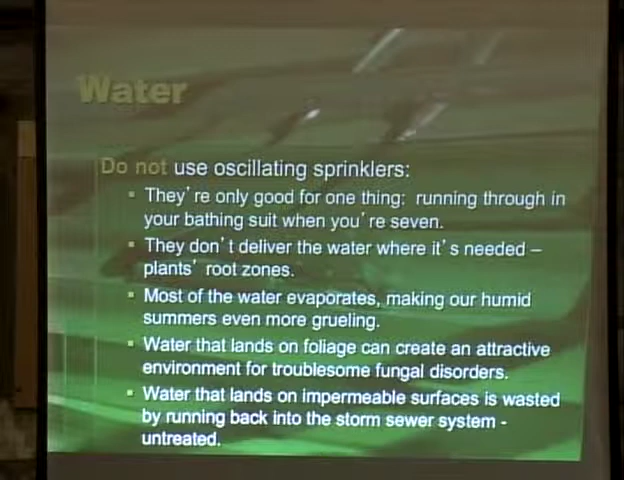 Water
Do not use oscillating sprinklers:
They're only good for one thing: running through in
your bathing suit when you're seven.
They don't deliver the water where it's needed –
plants' root zones.
Most of the water evaporates, making our humid
summers even more grueling.
Water that lands on foliage can create an attractive
environment for troublesome fungal disorders.
Water that lands on impermeable surfaces is wasted
by running back into the storm sewer system -
untreated.